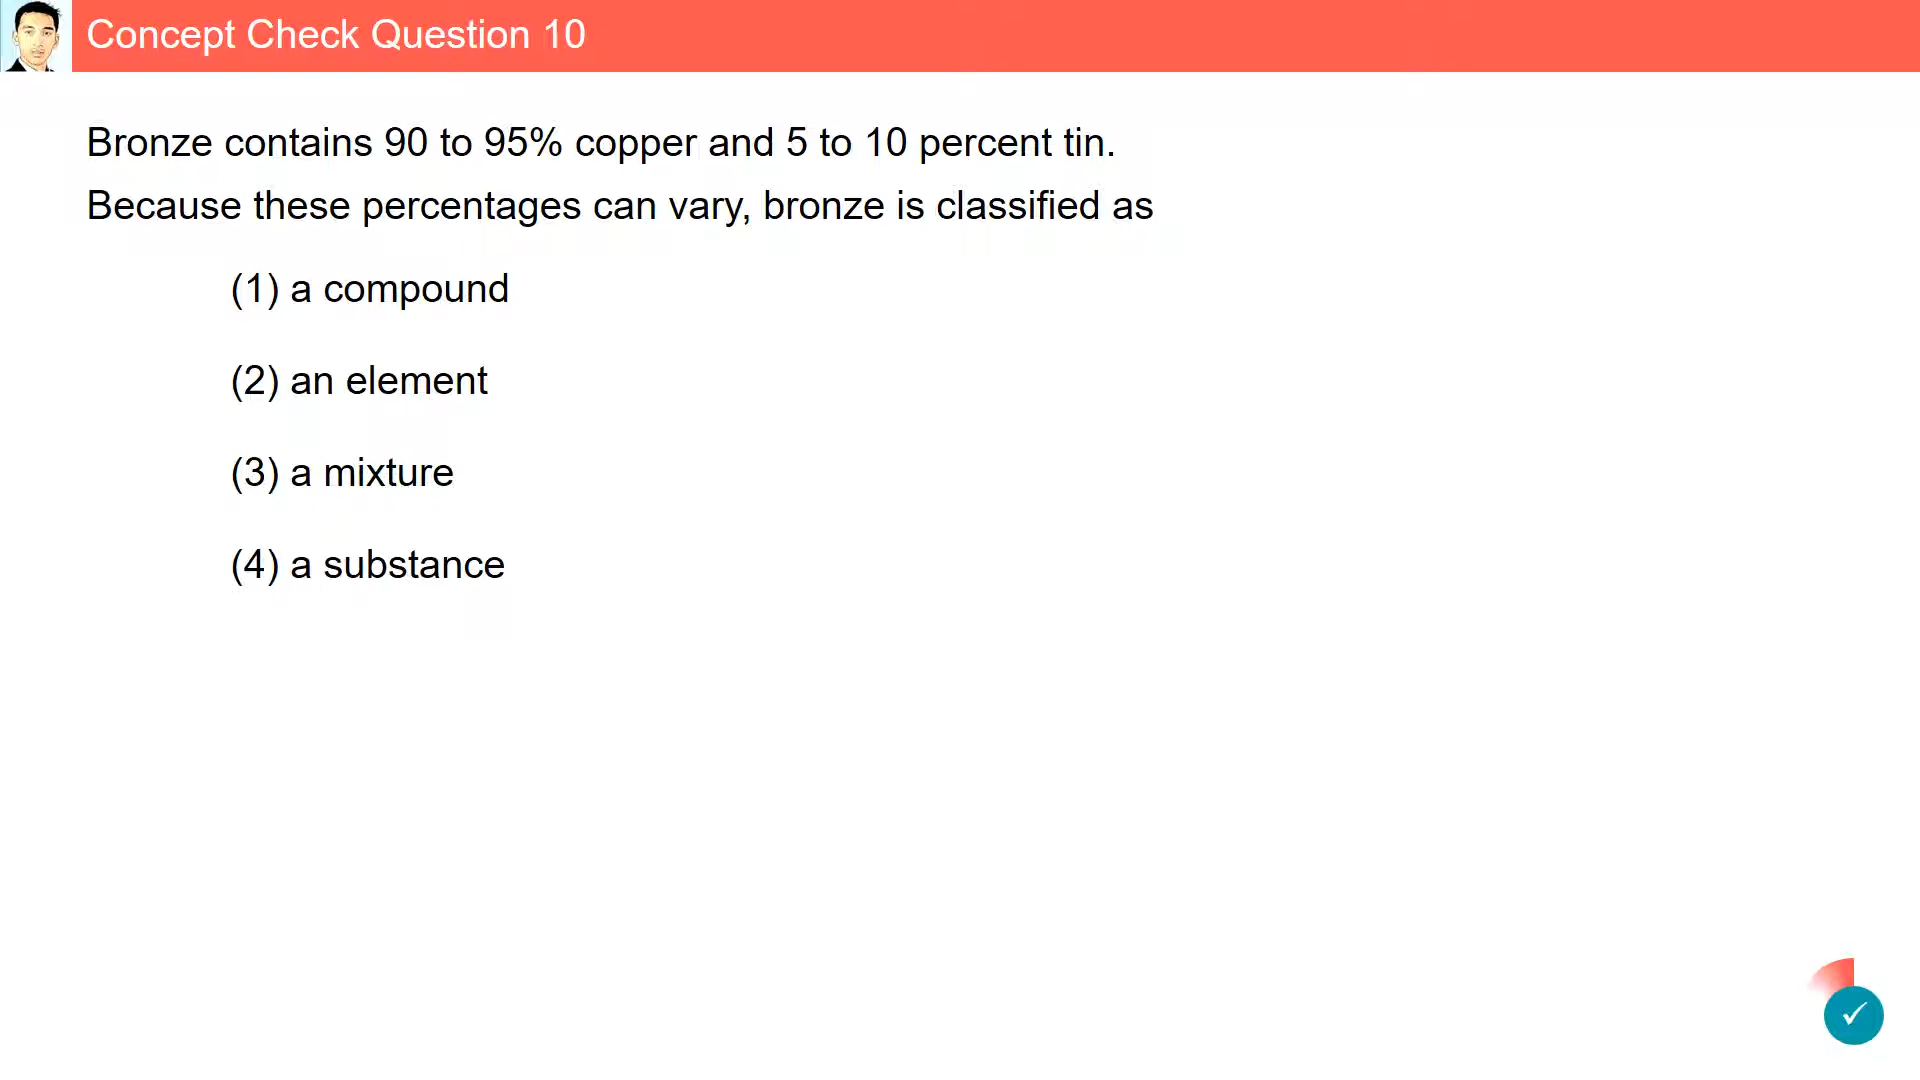 Concept Check Question 10
Bronze contains 90 to 95% copper and 5 to 10 percent tin.
Because these percentages can vary, bronze is classified as
(1) a compound
(2) an element
(3) a mixture
(4) a substance